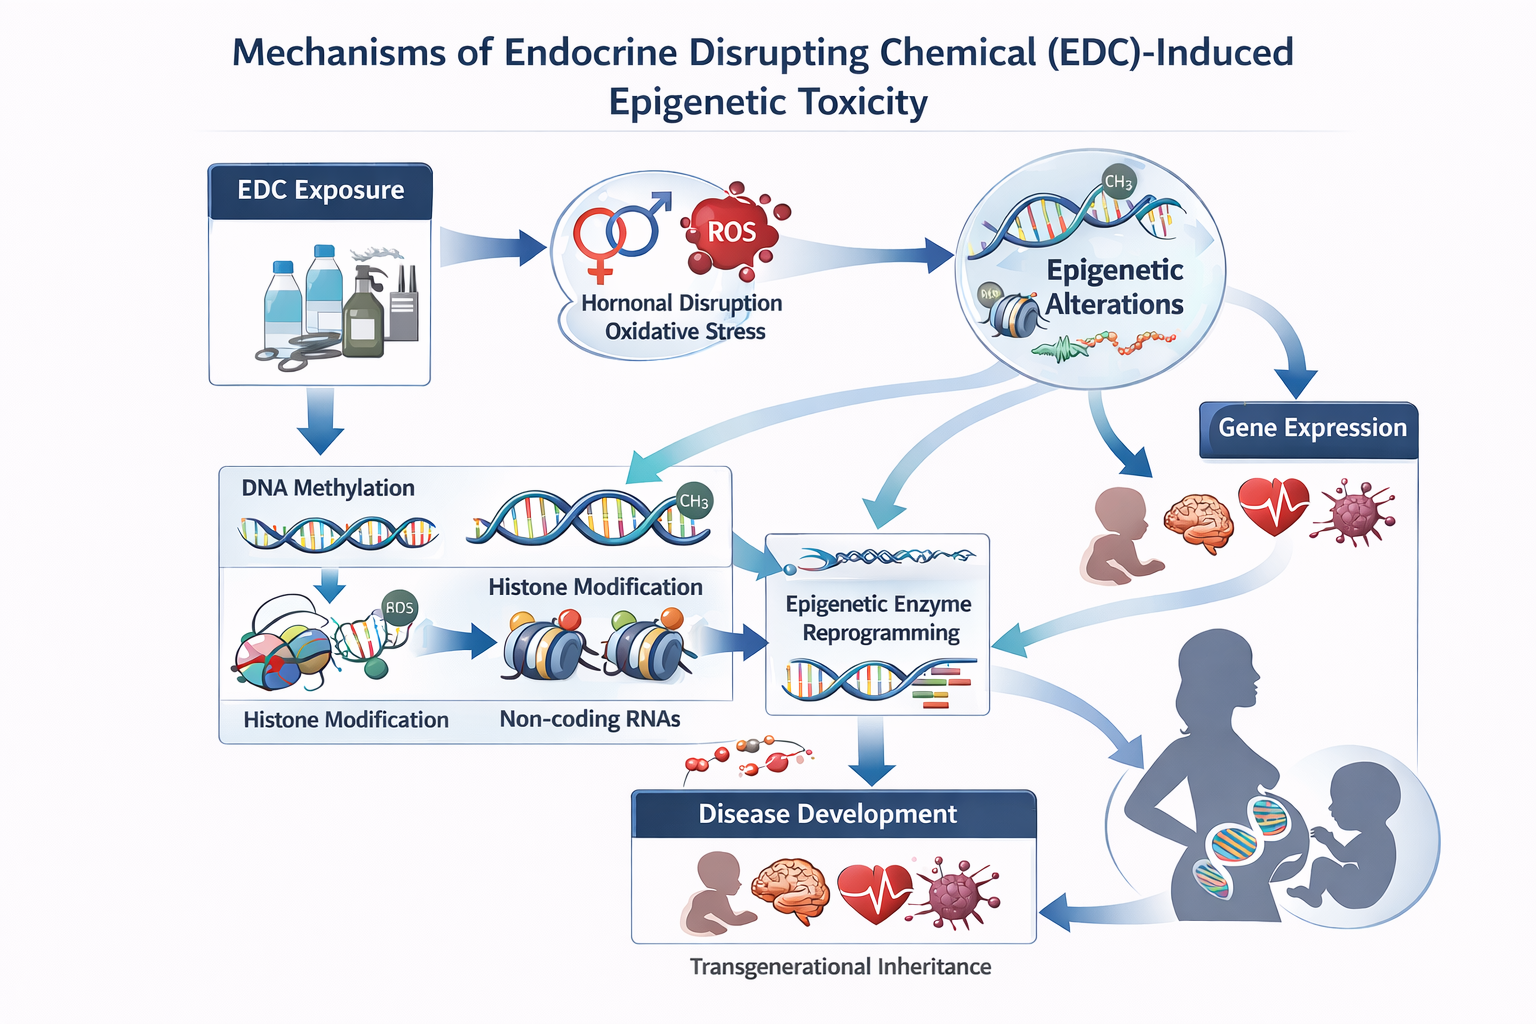 Mechanisms of Endocrine Disrupting Chemical (EDC)-Induced
Epigenetic Toxicity
EDC Exposure
ROS
Hornonal Disruption
Oxidative Stress
CH₃
Epigenetic
Alterations
Gene Expression
DNA Methylation
CH₃
Histone Modification
RDS
Histone Modification
Non-coding RNAs
Epigenetic Enzyme
Reprogramming
Disease Development
Transgenerational Inheritance